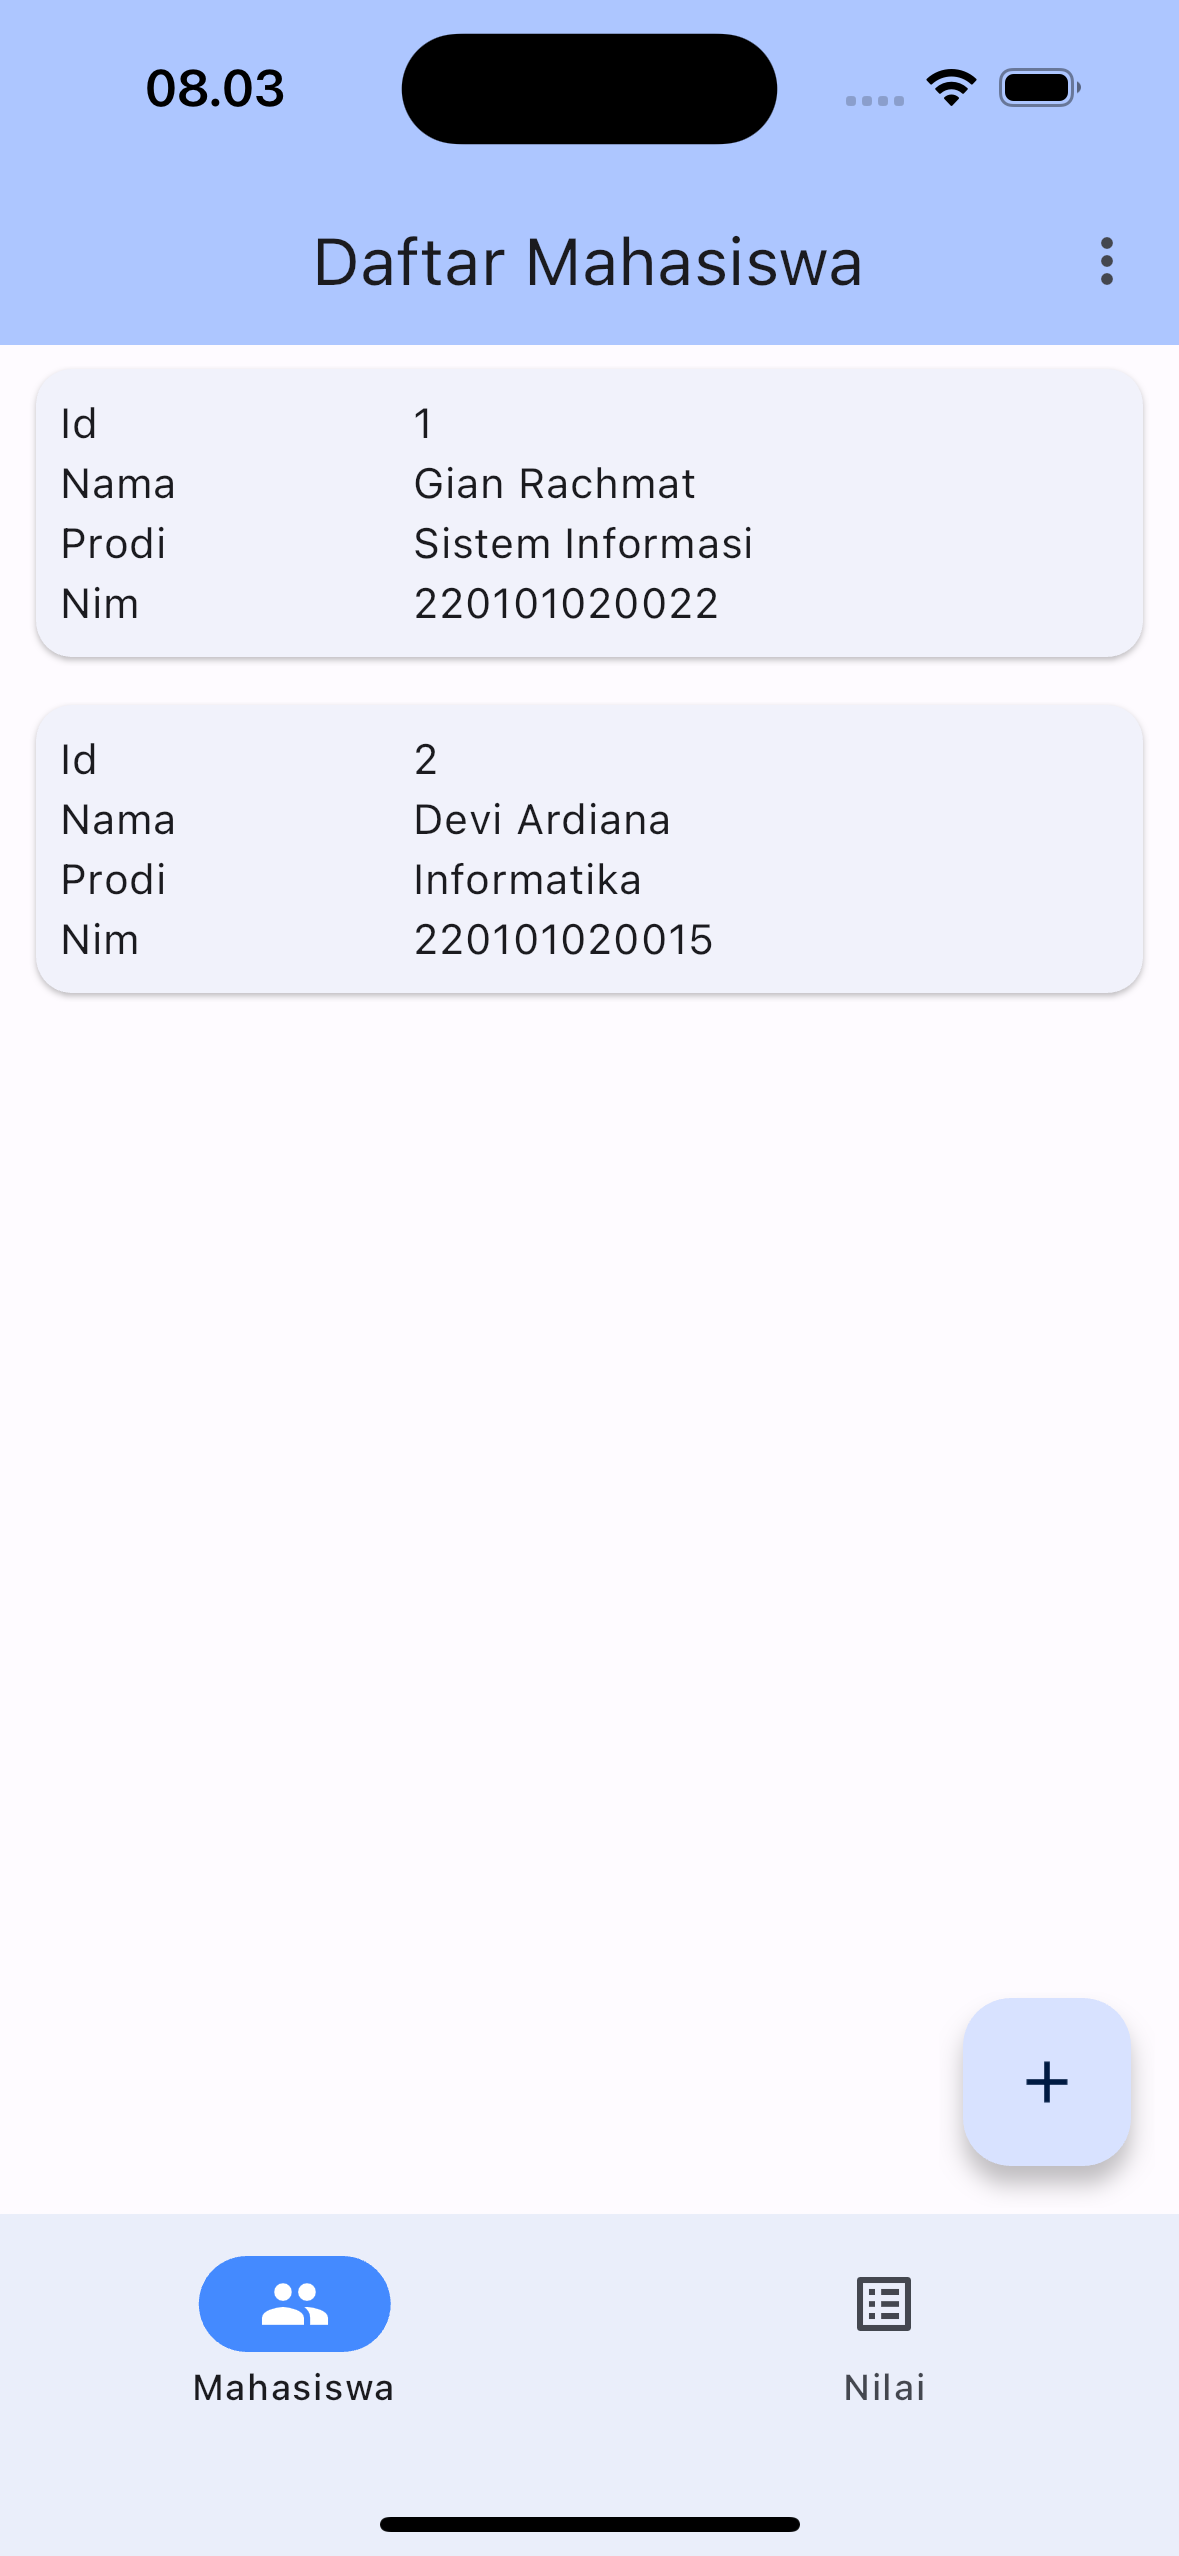 08.03
Daftar Mahasiswa
Id 1
Nama Gian Rachmat
Prodi Sistem Informasi
Nim 220101020022
Id 2
Nama Devi Ardiana
Prodi Informatika
Nim 220101020015
Mahasiswa Nilai